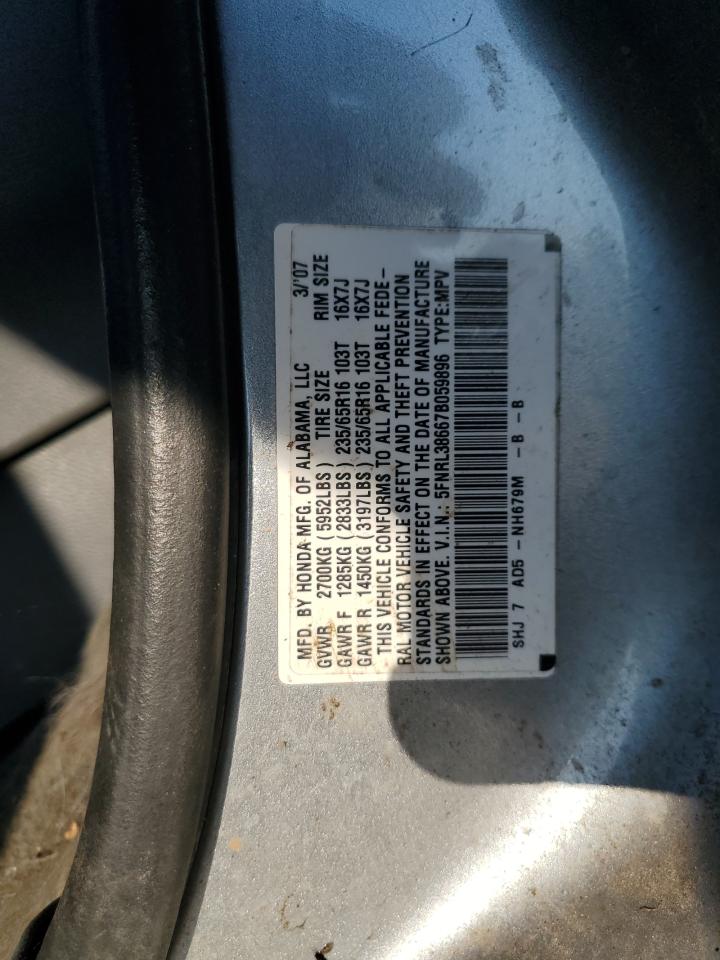 MFD. BY HONDA MFG. OF ALABAMA, LLC 3/'07
GVWR 2700KG (5952LBS) TIRE SIZE RIM SIZE
GAWR F 1285KG (2833LBS) 235/65R16 103T 16X7J
GAWR R 1450KG (3197LBS) 235/65R16 103T 16X7J
THIS VEHICLE CONFORMS TO ALL APPLICABLE FEDE-
RAL MOTOR VEHICLE SAFETY AND THEFT PREVENTION
STANDARDS IN EFFECT ON THE DATE OF MANUFACTURE
SHOWN ABOVE. V.I.N.: 5FNRL38667B059896 TYPE:MPV
SHJ 7 AD5 - NH679M - B - B